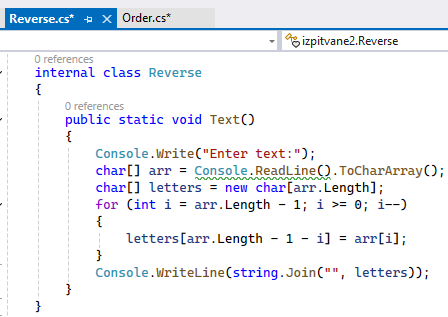 Reverse.cs* Order.cs*
izpitvane2.Reverse
0 references
internal class Reverse
{
0 references
public static void Text()
{
Console.Write("Enter text:");
char[] arr = Console.ReadLine().ToCharArray();
char[] letters = new char[arr.Length];
for (int i = arr.Length - 1; i >= 0; i--)
{
letters[arr.Length - 1 - i] = arr[i];
}
Console.WriteLine(string.Join("", letters));
}
}